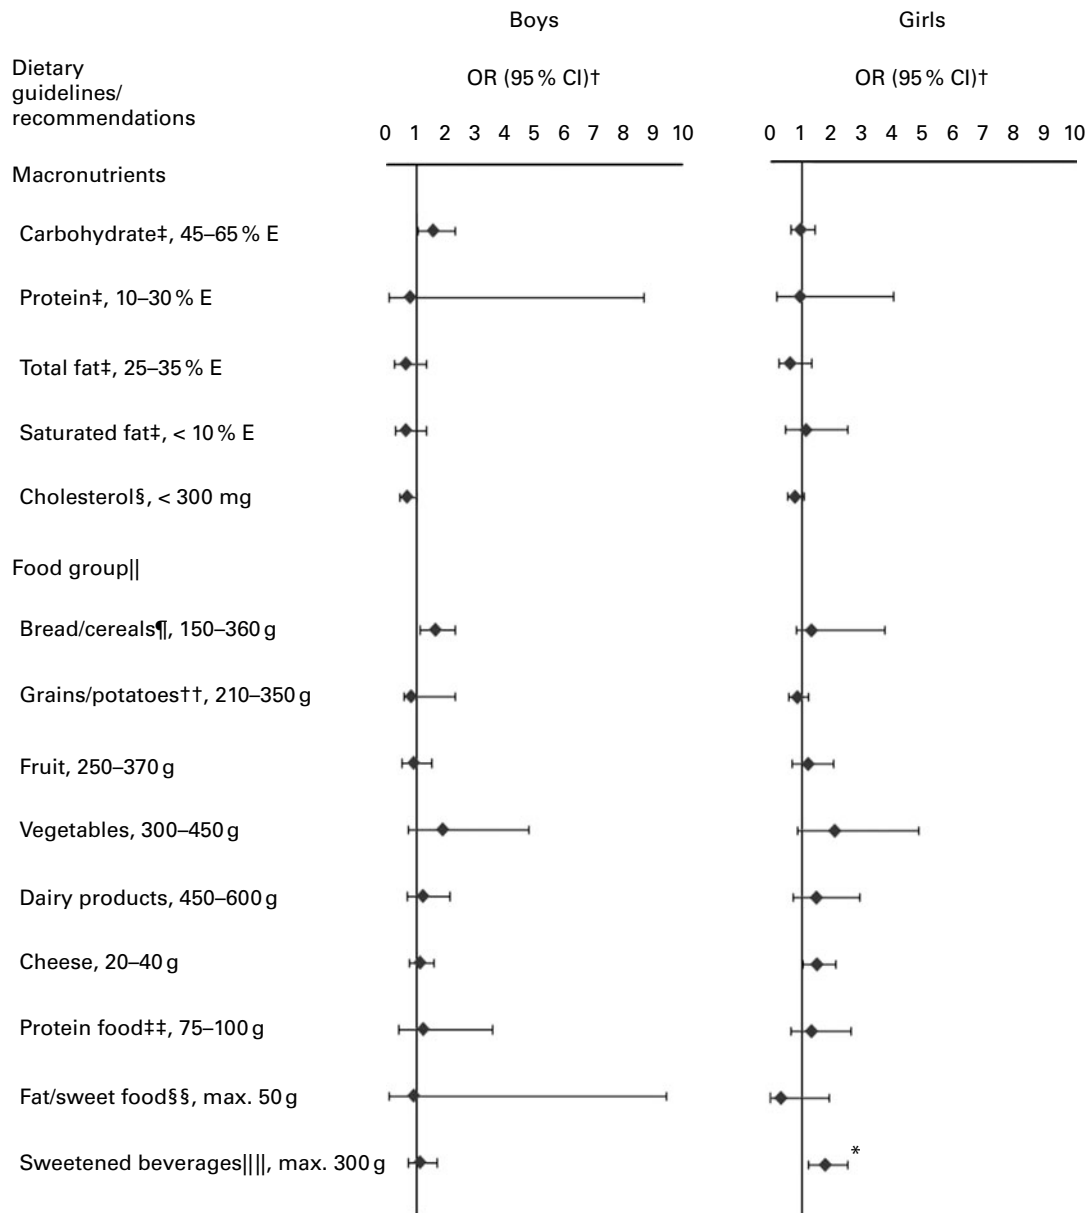 Boys Girls
Dietary
guidelines/
recommendations
OR (95 % CI)† OR (95 % CI)†
0 1 2 3 4 5 6 7 8 9 10 0 1 2 3 4 5 6 7 8 9 10
Macronutrients
Carbohydrate‡, 45–65 % E
Protein‡, 10–30 % E
Total fat‡, 25–35 % E
Saturated fat‡, < 10 % E
Cholesterol§, < 300 mg
Food group||
Bread/cereals¶, 150–360 g
Grains/potatoes††, 210–350 g
Fruit, 250–370 g
Vegetables, 300–450 g
Dairy products, 450–600 g
Cheese, 20–40 g
Protein food‡‡, 75–100 g
Fat/sweet food§§, max. 50 g
Sweetened beverages||||, max. 300 g *